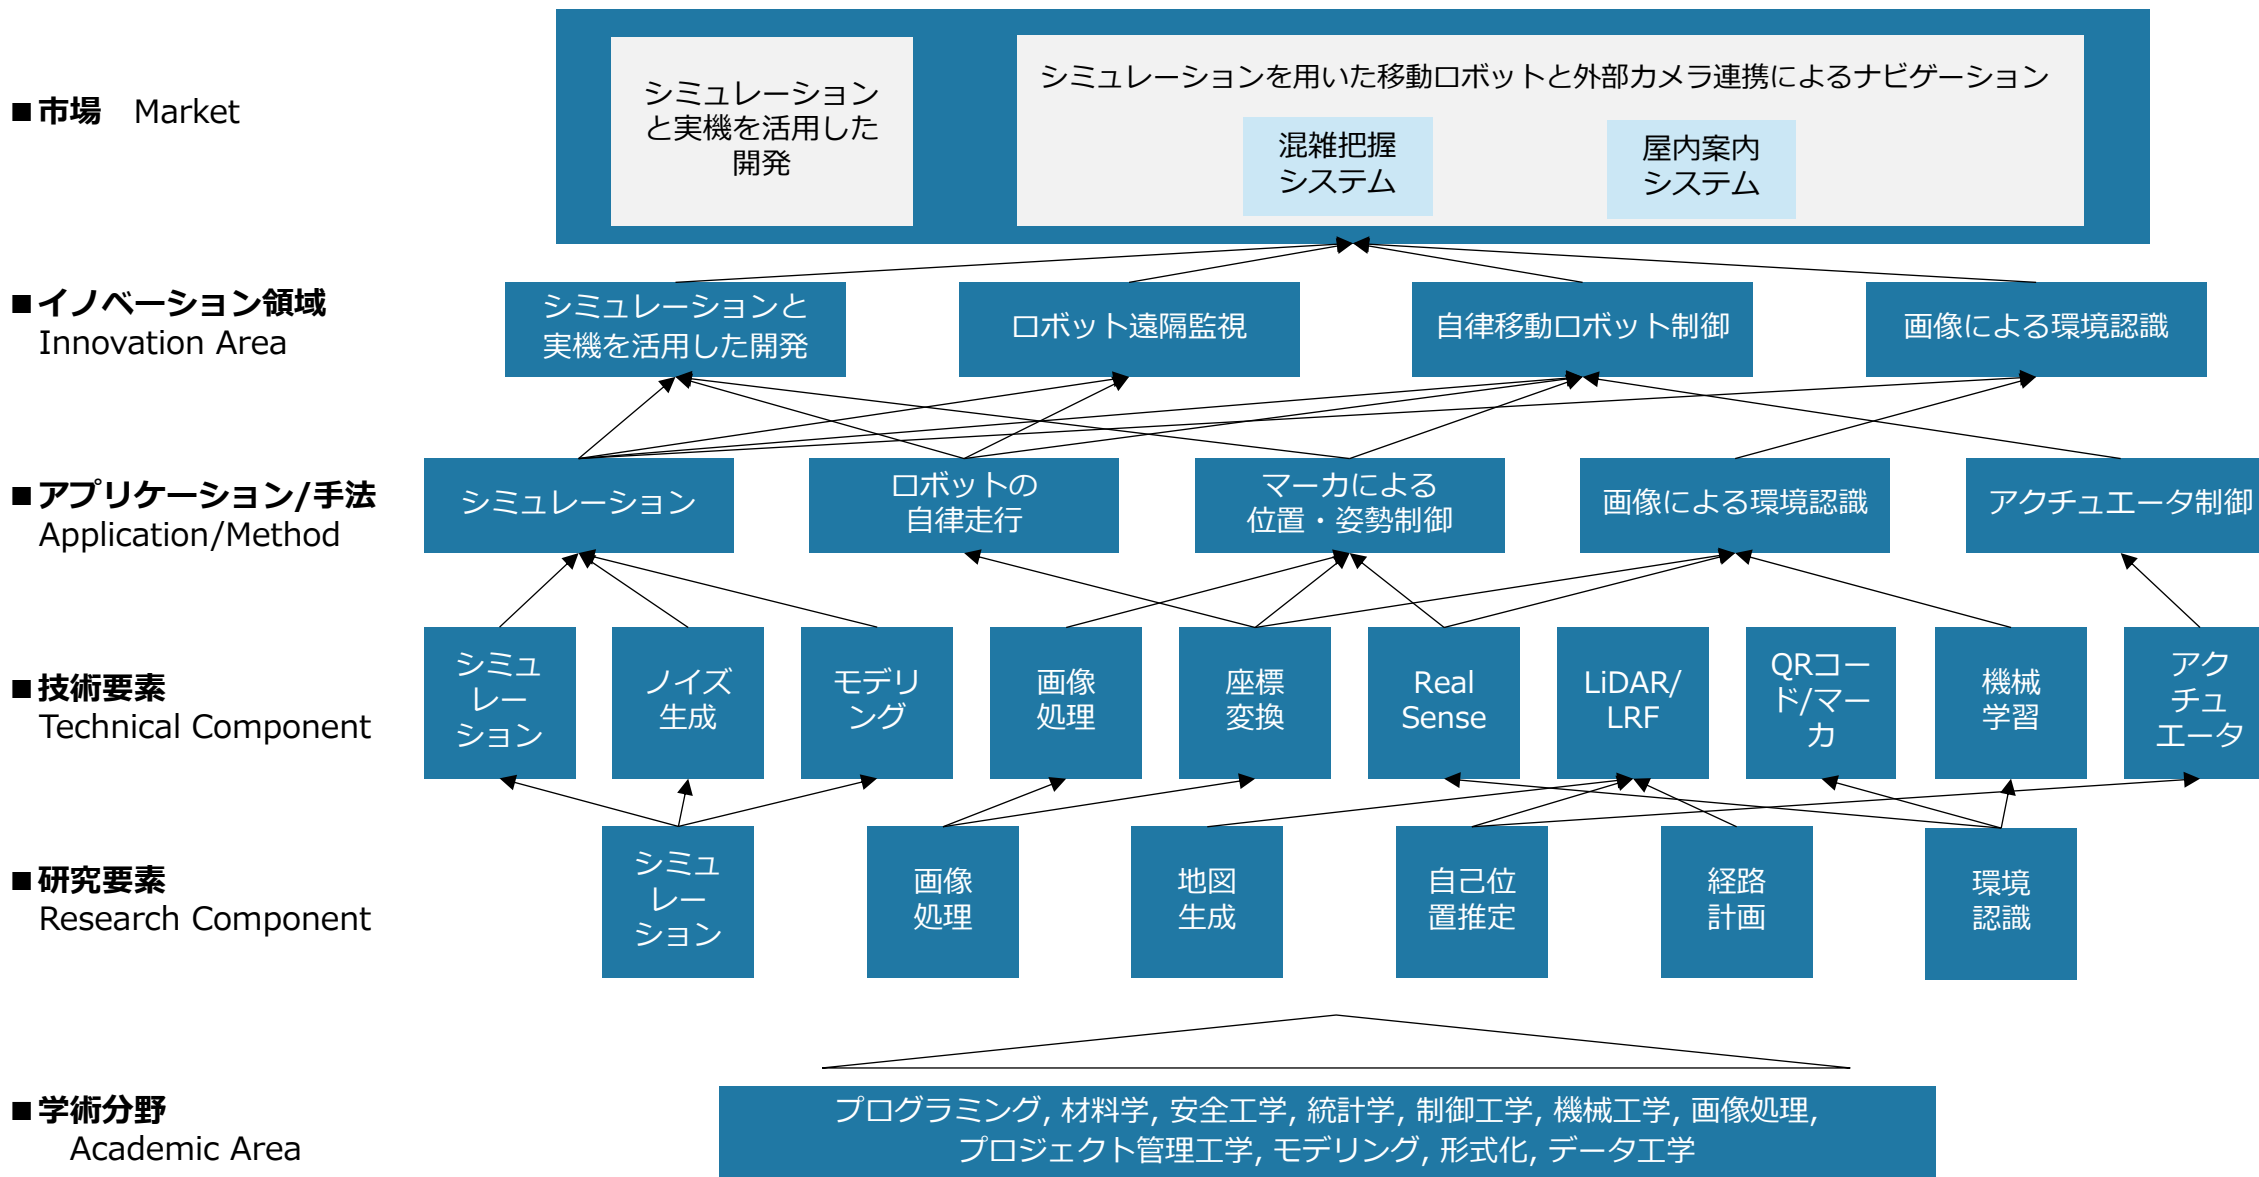 ■市場　Market
シミュレーション
と実機を活用した
開発
シミュレーションを用いた移動ロボットと外部カメラ連携によるナビゲーション
混雑把握
システム
屋内案内
システム
■イノベーション領域
Innovation Area
シミュレーションと
実機を活用した開発
ロボット遠隔監視
自律移動ロボット制御
画像による環境認識
■アプリケーション/手法
Application/Method
シミュレーション
ロボットの
自律走行
マーカによる
位置・姿勢制御
画像による環境認識
アクチュエータ制御
■技術要素
Technical Component
シミュ
レー
ション
ノイズ
生成
モデリ
ング
画像
処理
座標
変換
Real
Sense
LiDAR/
LRF
QRコー
ド/マー
カ
機械
学習
アク
チュ
エータ
■研究要素
Research Component
シミュ
レー
ション
画像
処理
地図
生成
自己位
置推定
経路
計画
環境
認識
■学術分野
Academic Area
プログラミング, 材料学, 安全工学, 統計学, 制御工学, 機械工学, 画像処理,
プロジェクト管理工学, モデリング, 形式化, データ工学